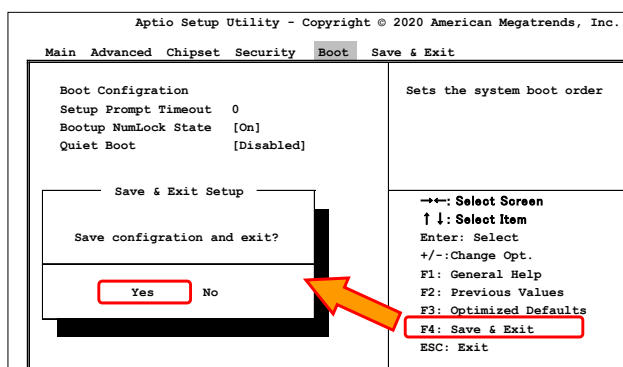 Aptio Setup Utility - Copyright © 2020 American Megatrends, Inc.
Main Advanced Chipset Security Boot Save & Exit
Boot Configration
Setup Prompt Timeout 0
Bootup NumLock State [On]
Quiet Boot [Disabled]
Save & Exit Setup
Save configration and exit?
Yes No
Sets the system boot order
→←: Select Screen
↑↓: Select Item
Enter: Select
+/-:Change Opt.
F1: General Help
F2: Previous Values
F3: Optimized Defaults
F4: Save & Exit
ESC: Exit